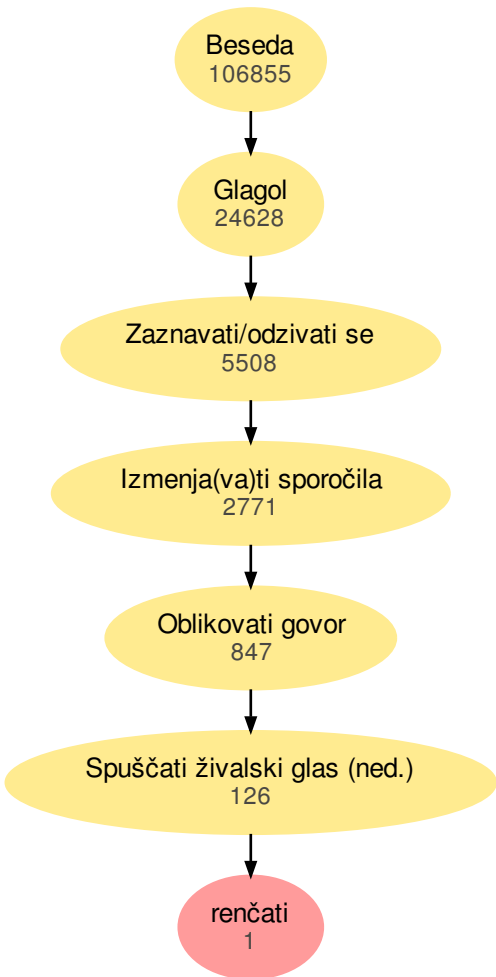 Beseda
106855
Glagol
24628
Zaznavati/odzivati se
5508
Izmenja(va)ti sporočila
2771
Oblikovati govor
847
Spuščati živalski glas (ned.)
126
renčati
1